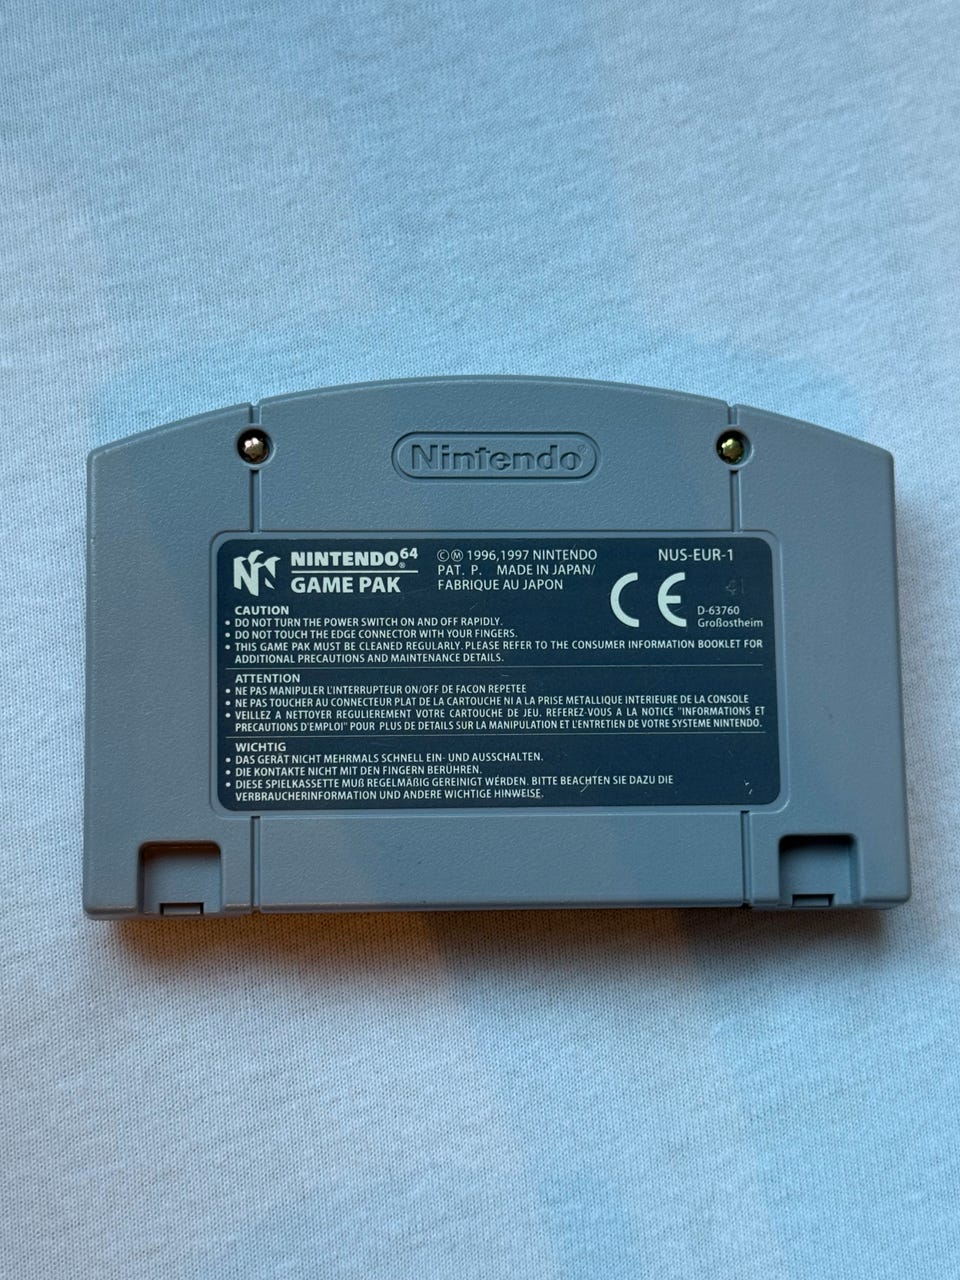 Nintendo®
NINTENDO⁶⁴®
GAME PAK
©Ⓜ 1996,1997 NINTENDO
PAT. P. MADE IN JAPAN/
FABRIQUE AU JAPON
NUS-EUR-1
CE
41
D-63760
Großostheim
CAUTION
• DO NOT TURN THE POWER SWITCH ON AND OFF RAPIDLY.
• DO NOT TOUCH THE EDGE CONNECTOR WITH YOUR FINGERS.
• THIS GAME PAK MUST BE CLEANED REGULARLY. PLEASE REFER TO THE CONSUMER INFORMATION BOOKLET FOR
ADDITIONAL PRECAUTIONS AND MAINTENANCE DETAILS.
ATTENTION
• NE PAS MANIPULER L'INTERRUPTEUR ON/OFF DE FACON REPETEE
• NE PAS TOUCHER AU CONNECTEUR PLAT DE LA CARTOUCHE NI A LA PRISE METALLIQUE INTERIEURE DE LA CONSOLE
• VEILLEZ A NETTOYER REGULIEREMENT VOTRE CARTOUCHE DE JEU. REFEREZ-VOUS A LA NOTICE "INFORMATIONS ET
PRECAUTIONS D'EMPLOI" POUR PLUS DE DETAILS SUR LA MANIPULATION ET L'ENTRETIEN DE VOTRE SYSTEME NINTENDO.
WICHTIG
• DAS GERÄT NICHT MEHRMALS SCHNELL EIN- UND AUSSCHALTEN.
• DIE KONTAKTE NICHT MIT DEN FINGERN BERÜHREN.
• DIESE SPIELKASSETTE MUß REGELMÄßIG GEREINIGT WERDEN. BITTE BEACHTEN SIE DAZU DIE
VERBRAUCHERINFORMATION UND ANDERE WICHTIGE HINWEISE.